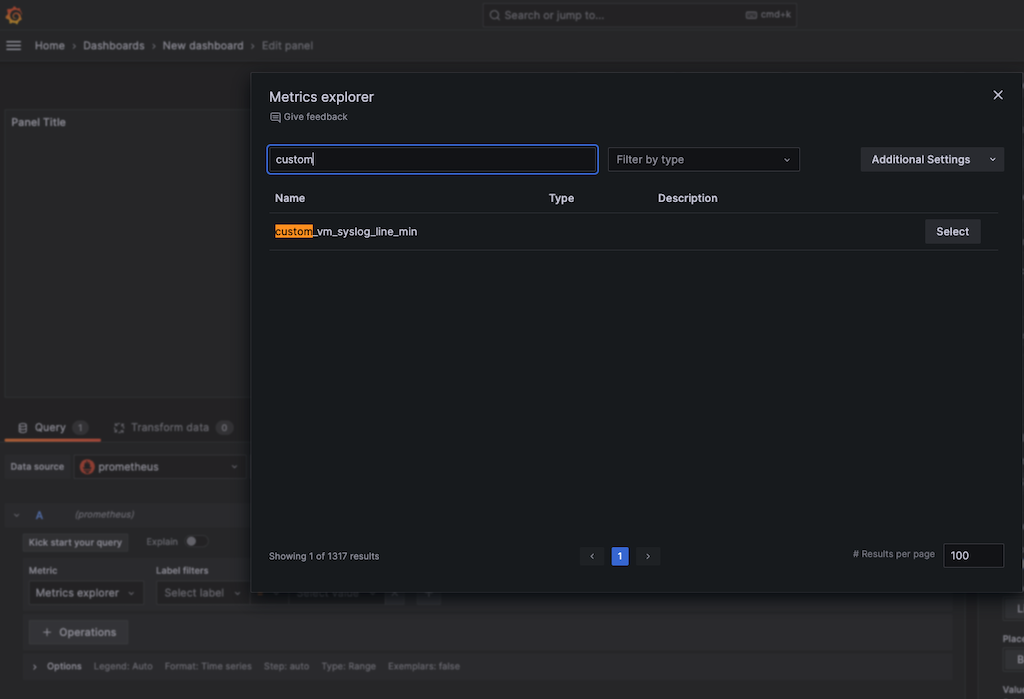 Search or jump to...
cmd+k
Home › Dashboards › New dashboard › Edit panel
Panel Title
Metrics explorer
Give feedback
custom
Filter by type
Additional Settings
Name Type Description
custom_vm_syslog_line_min
Select
Showing 1 of 1317 results
‹ 1 ›
# Results per page 100
Query 1
Transform data 0
Data source
prometheus
A (prometheus)
Kick start your query
Explain
Metric
Label filters
Metrics explorer
Select label
Select value
+ Operations
Options Legend: Auto Format: Time series Step: auto Type: Range Exemplars: false